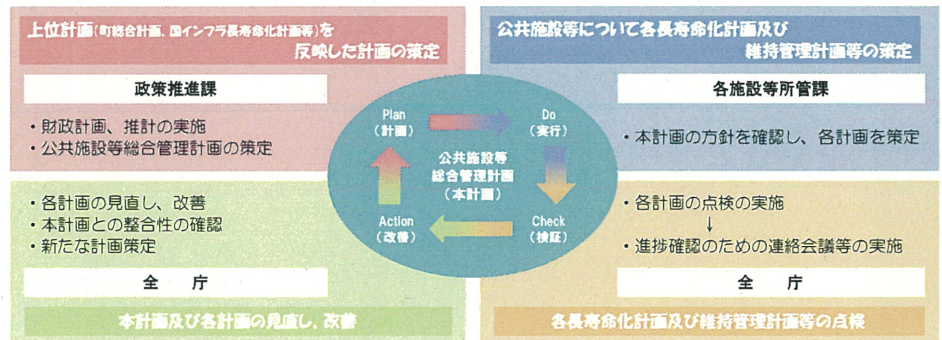 上位計画(町総合計画、国インフラ長寿命化計画等)を
反映した計画の策定
政策推進課
・財政計画、推計の実施
・公共施設等総合管理計画の策定
公共施設等について各長寿命化計画及び
維持管理計画等の策定
各施設等所管課
・本計画の方針を確認し、各計画を策定
Plan
(計画)
Do
(実行)
公共施設等
総合管理計画
(本計画)
Action
(改善)
Check
(検証)
・各計画の見直し、改善
・本計画との整合性の確認
・新たな計画策定
全 庁
本計画及び各計画の見直し、改善
・各計画の点検の実施
↓
・進捗確認のための連絡会議等の実施
全 庁
各長寿命化計画及び維持管理計画等の点検